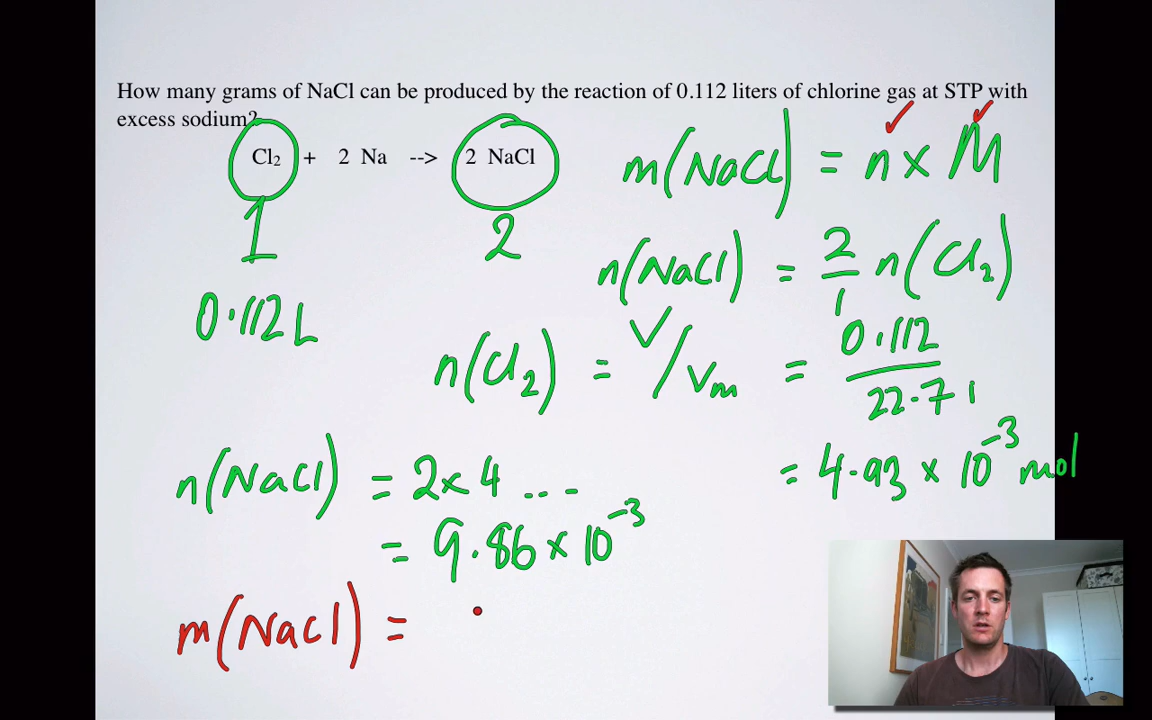 How many grams of NaCl can be produced by the reaction of 0.112 liters of chlorine gas at STP with
excess sodium?
Cl₂ + 2 Na --> 2 NaCl
m(NaCl) = n x M
1
2
n(NaCl) = 2/1 n(Cl₂)
0.112 L
n(Cl₂) = V/Vm = 0.112/22.71
= 4.93 x 10⁻³ mol
n(NaCl) = 2x4 ...
= 9.86 x 10⁻³
m(NaCl) =